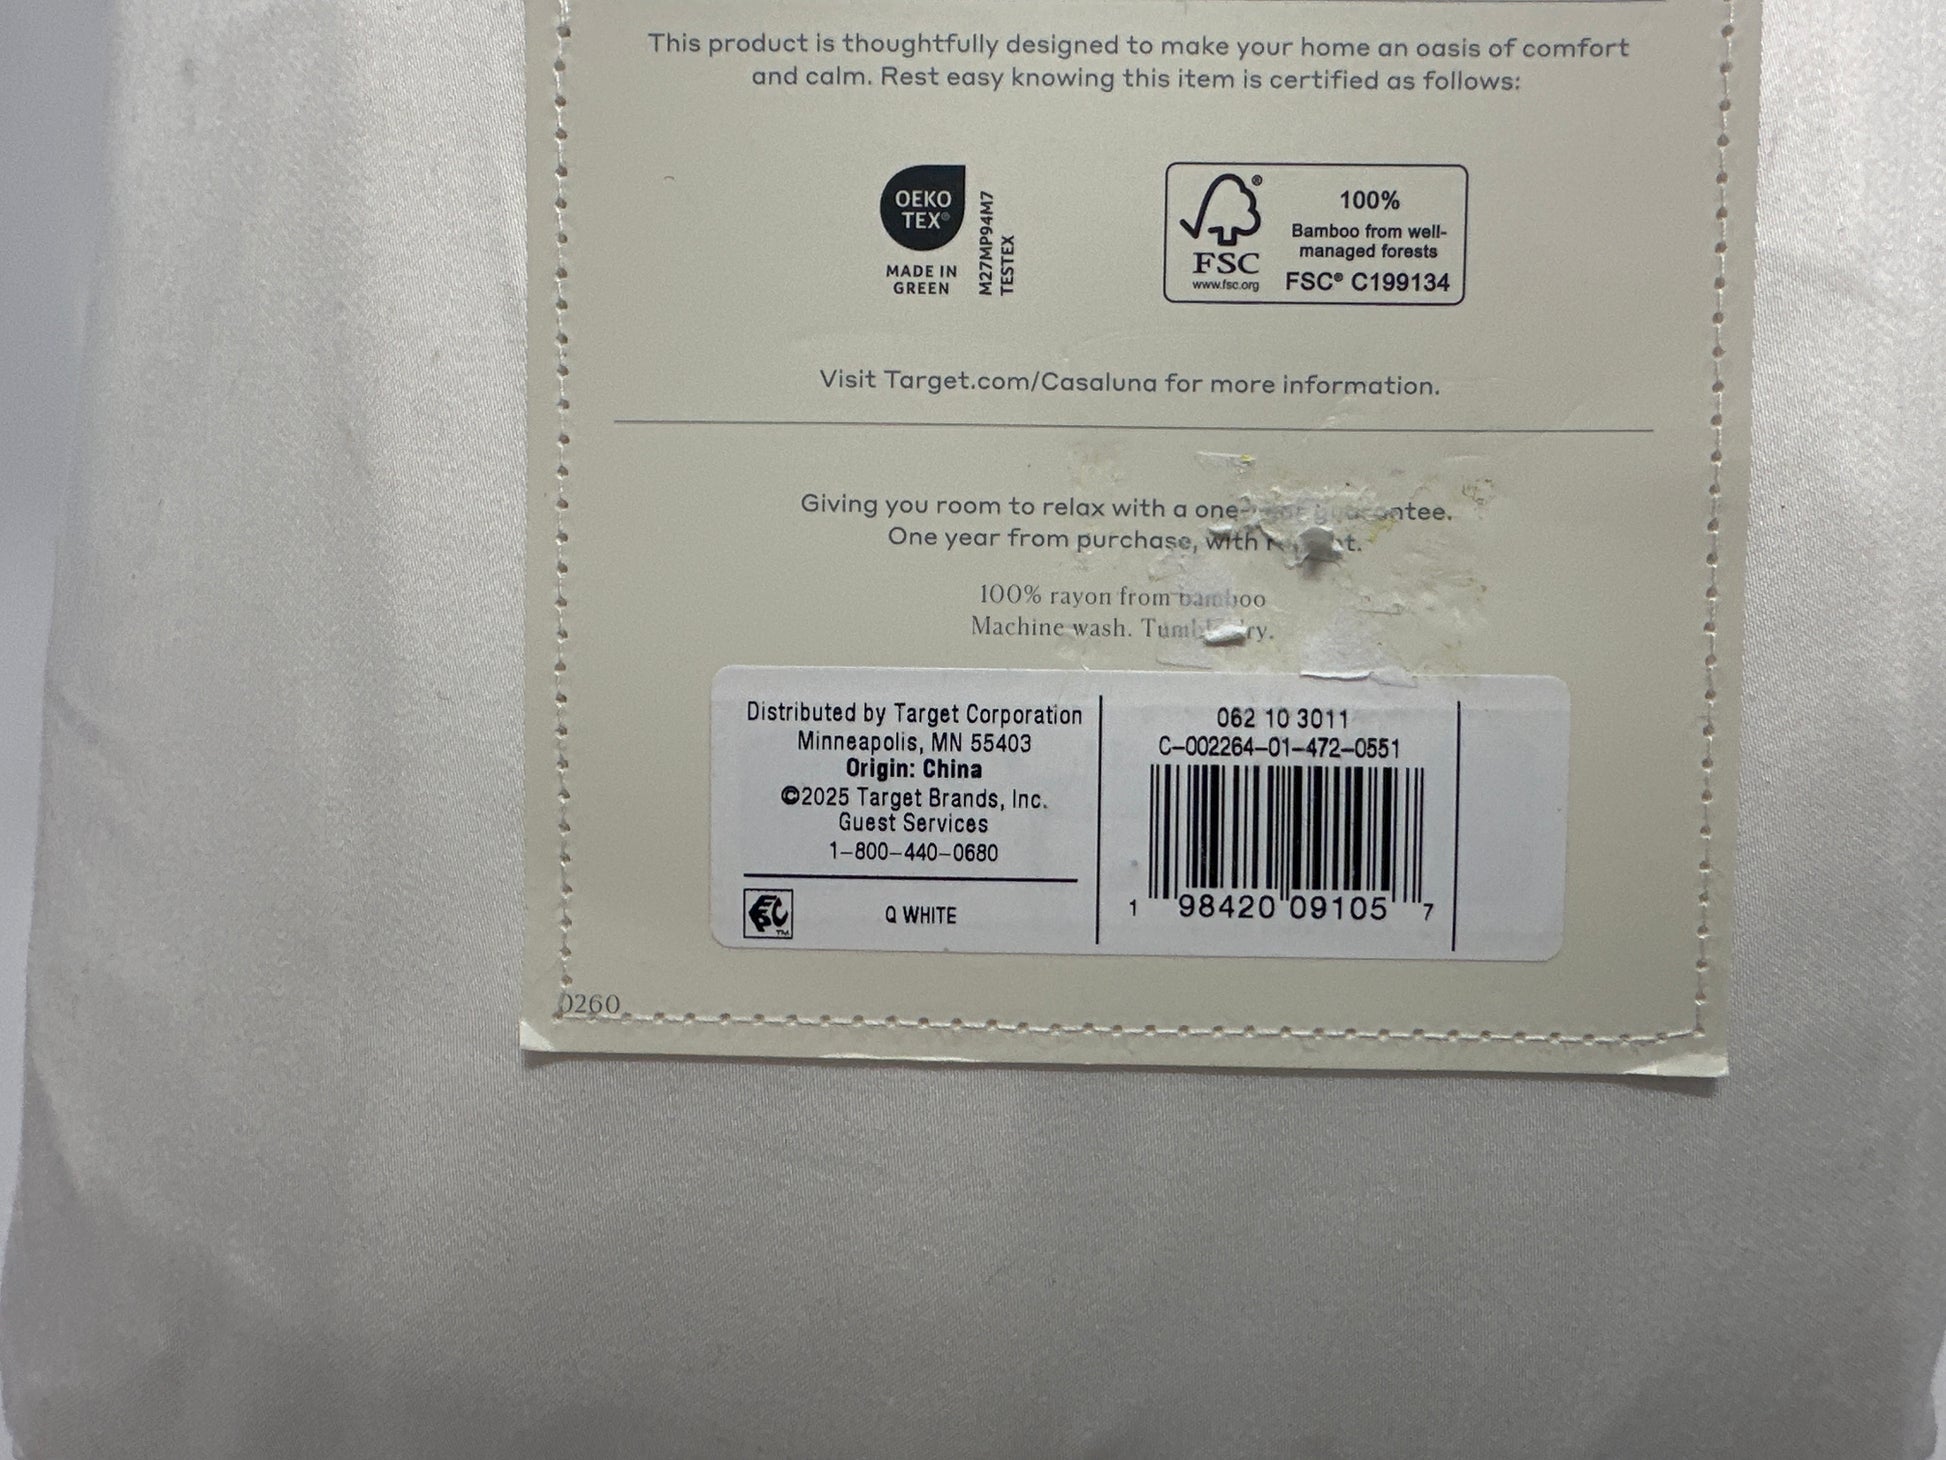 This product is thoughtfully designed to make your home an oasis of comfort
and calm. Rest easy knowing this item is certified as follows:
OEKO
TEX®
MADE IN
GREEN
M27MP94M7
TESTEX
FSC
www.fsc.org
100%
Bamboo from well-
managed forests
FSC® C199134
Visit Target.com/Casaluna for more information.
Giving you room to relax with a one-year guarantee.
One year from purchase, with
100% rayon from bamboo
Machine wash. Tumble dry.
Distributed by Target Corporation
Minneapolis, MN 55403
Origin: China
©2025 Target Brands, Inc.
Guest Services
1-800-440-0680
Q WHITE
062 10 3011
C-002264-01-472-0551
1 98420 09105 7
0260